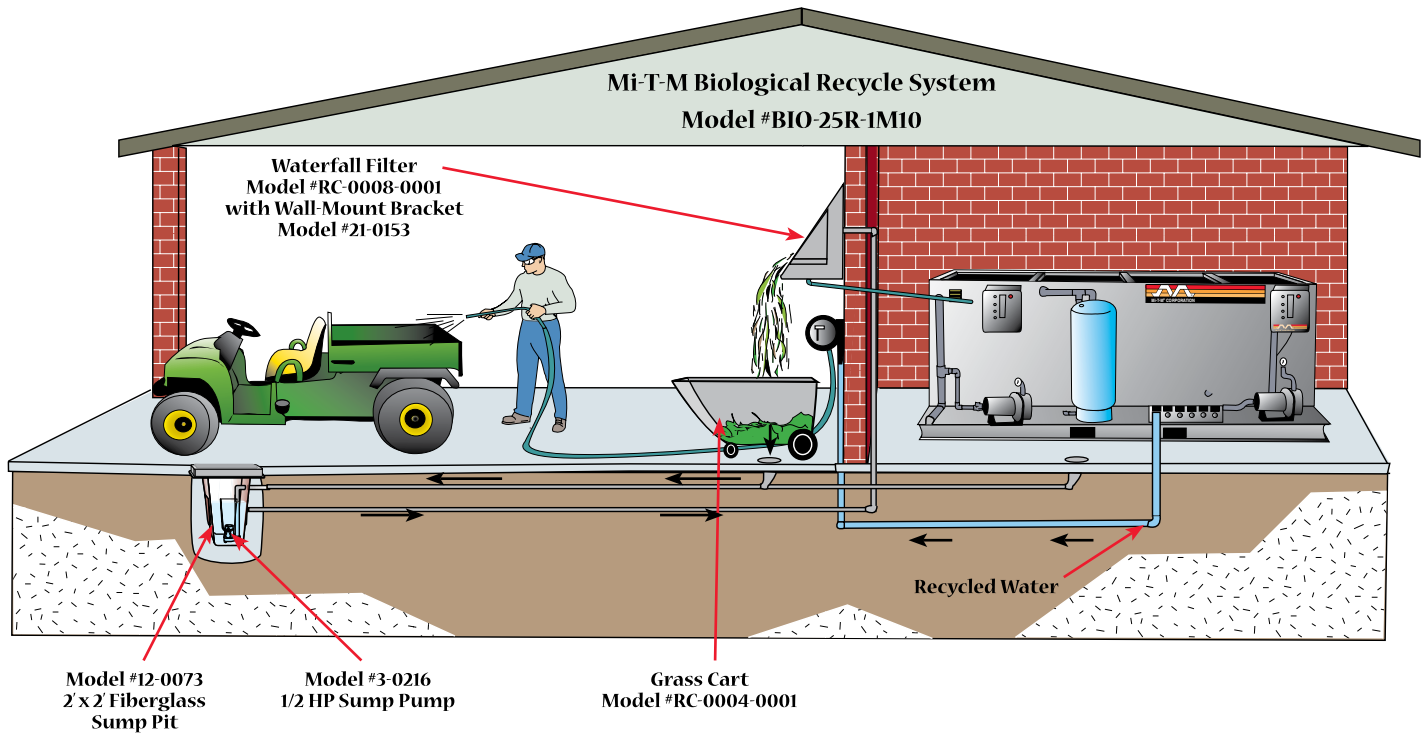 Mi-T-M Biological Recycle System
Model #BIO-25R-1M10
Waterfall Filter
Model #RC-0008-0001
with Wall-Mount Bracket
Model #21-0153
MI-T-M® CORPORATION
Recycled Water
Model #12-0073
2' x 2' Fiberglass
Sump Pit
Model #3-0216
1/2 HP Sump Pump
Grass Cart
Model #RC-0004-0001